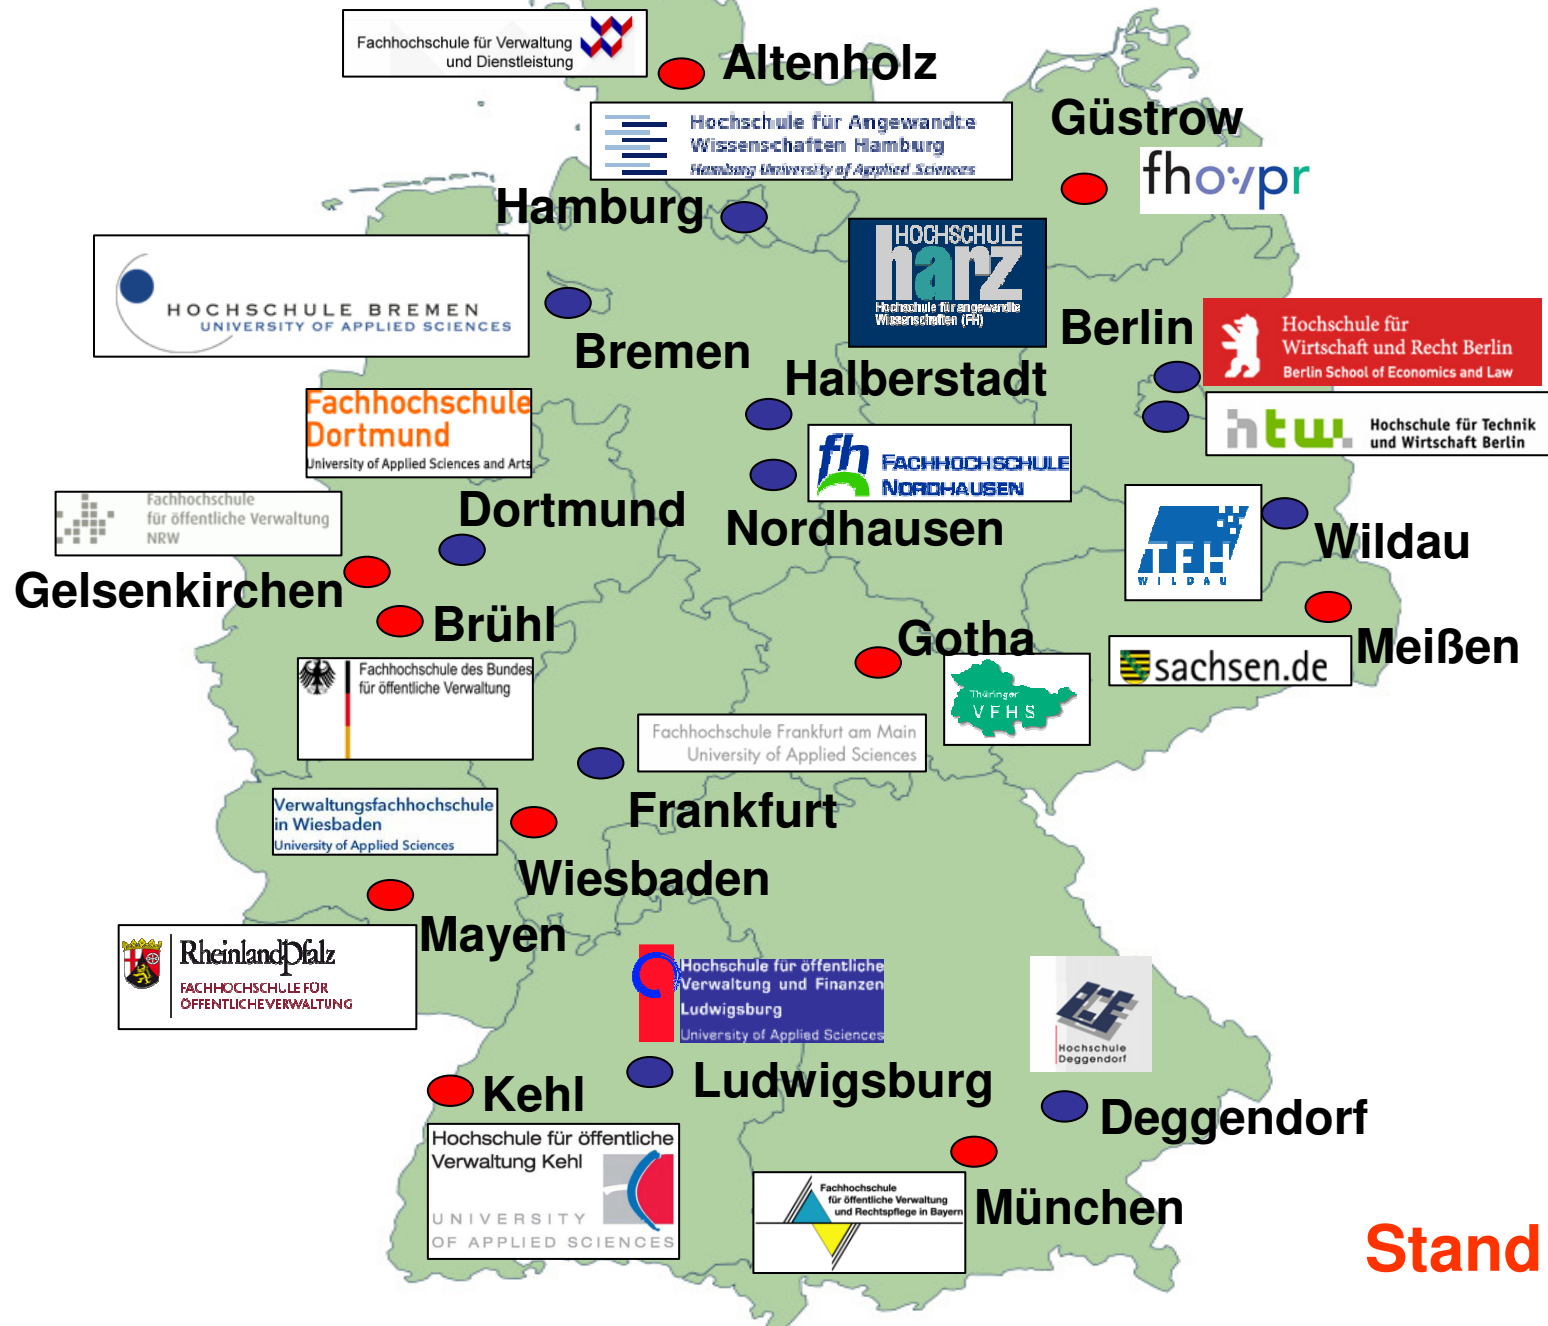 Fachhochschule für Verwaltung
und Dienstleistung
Altenholz
Hochschule für Angewandte
Wissenschaften Hamburg
Hamburg University of Applied Sciences
Güstrow
fhovpr
Hamburg
HOCHSCHULE
harz
Hochschule für angewandte
Wissenschaften (FH)
HOCHSCHULE BREMEN
UNIVERSITY OF APPLIED SCIENCES
Bremen
Berlin
Hochschule für
Wirtschaft und Recht Berlin
Berlin School of Economics and Law
Halberstadt
htw.
Hochschule für Technik
und Wirtschaft Berlin
Fachhochschule
Dortmund
University of Applied Sciences and Arts
fh FACHHOCHSCHULE
NORDHAUSEN
Dortmund
Nordhausen
Fachhochschule
für öffentliche Verwaltung
NRW
TFH
WILDAU
Wildau
Gelsenkirchen
Brühl
Gotha
Meißen
sachsen.de
Fachhochschule des Bundes
für öffentliche Verwaltung
Thüringer
VFHS
Fachhochschule Frankfurt am Main
University of Applied Sciences
Frankfurt
Verwaltungsfachhochschule
in Wiesbaden
University of Applied Sciences
Wiesbaden
Mayen
RheinlandPfalz
FACHHOCHSCHULE FÜR
ÖFFENTLICHE VERWALTUNG
Hochschule für öffentliche
Verwaltung und Finanzen
Ludwigsburg
University of Applied Sciences
Hochschule
Deggendorf
Kehl
Ludwigsburg
Deggendorf
Hochschule für öffentliche
Verwaltung Kehl
UNIVERSITY
OF APPLIED SCIENCES
Fachhochschule
für öffentliche Verwaltung
und Rechtspflege in Bayern
München
Stand